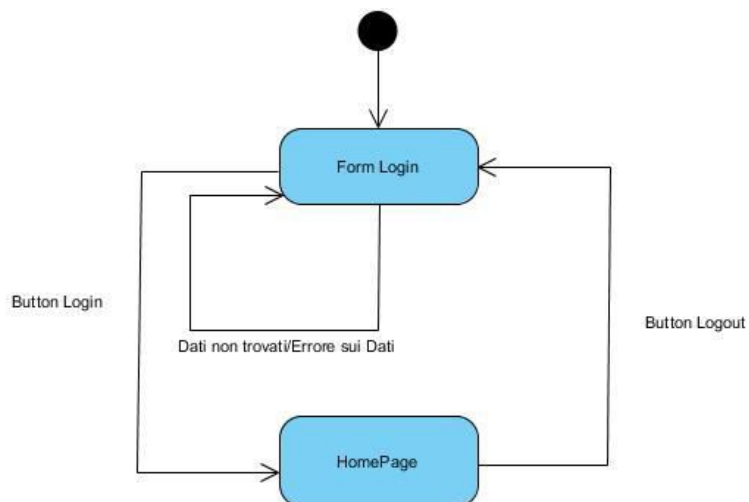 Form Login
Button Login
Button Logout
Dati non trovati/Errore sui Dati
HomePage